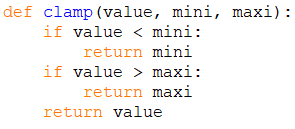 def clamp(value, mini, maxi):
    if value < mini:
        return mini
    if value > maxi:
        return maxi
    return value